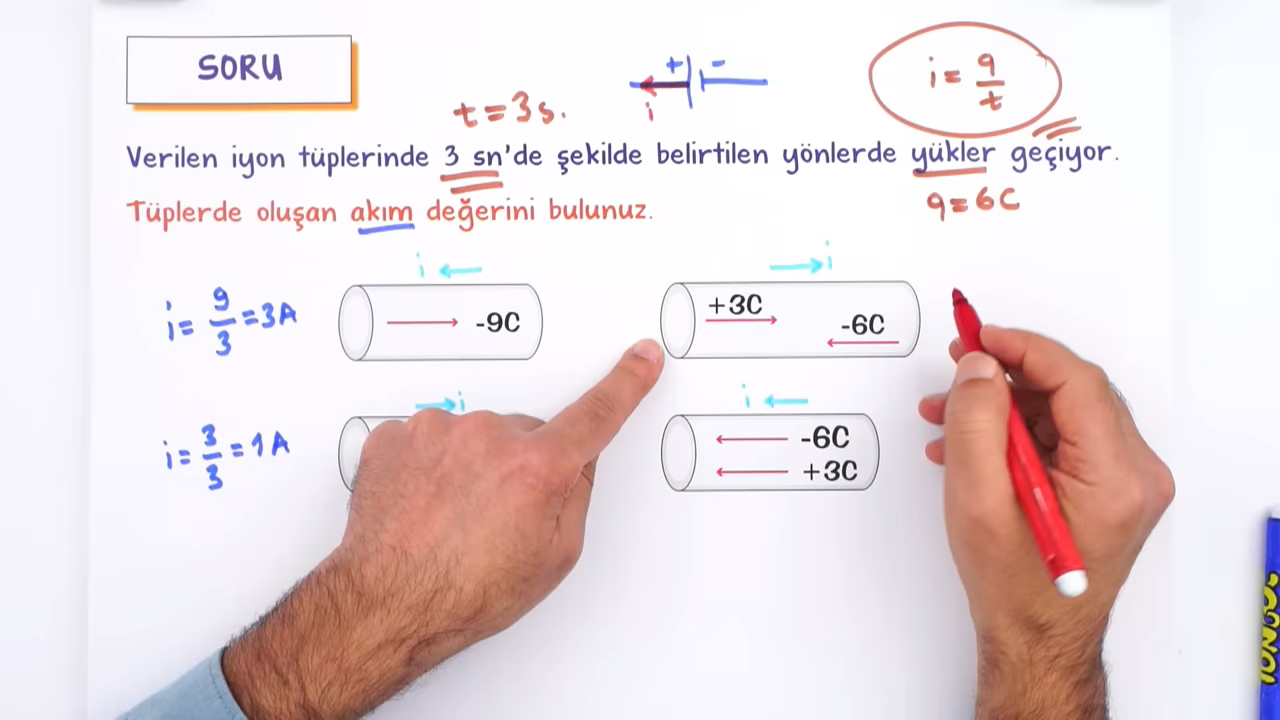 SORU
+ -
i
t = 3 s.
i = q/t
Verilen iyon tüplerinde 3 sn'de şekilde belirtilen yönlerde yükler geçiyor.
q = 6C
Tüplerde oluşan akım değerini bulunuz.
i = 9/3 = 3A
i
-9C
i
+3C
-6C
i = 3/3 = 1A
i
i
-6C
+3C